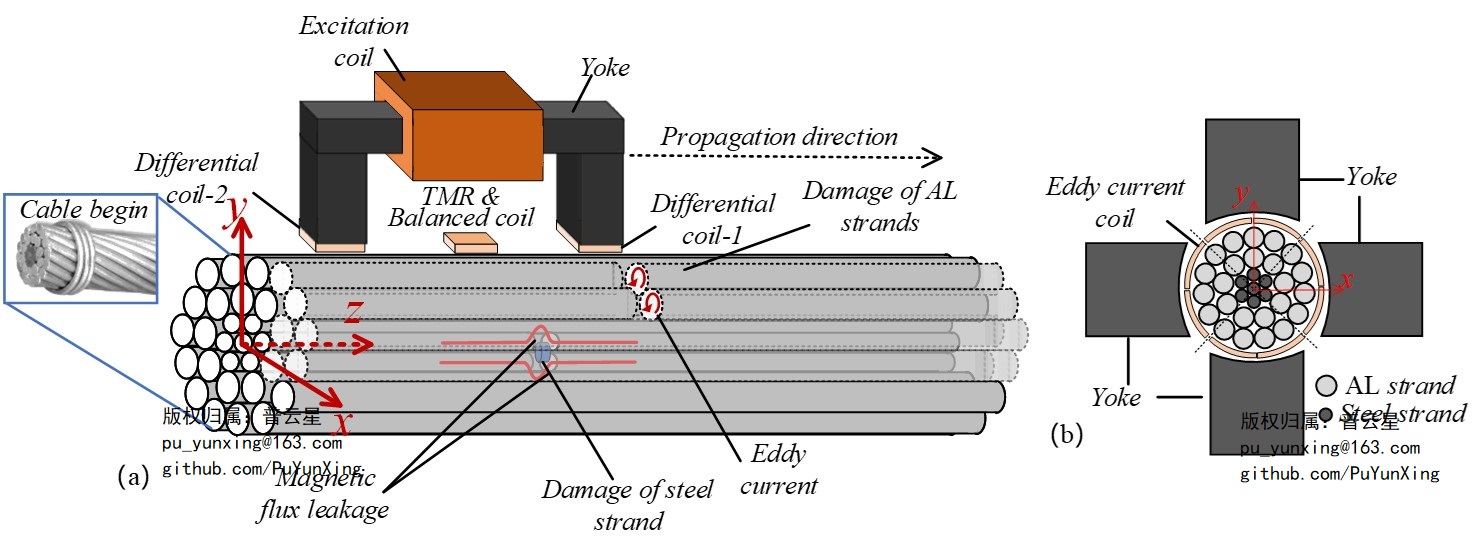 Excitation
coil
Yoke
Propagation direction
Differential
coil-2
TMR &
Balanced coil
Differential
coil-1
Damage of AL
strands
Cable begin
y
z
x
版权归属：普云星
pu_yunxing@163.com
github.com/PuYunXing
(a)
Magnetic
flux leakage
Damage of steel
strand
Eddy
current
Eddy current
coil
Yoke
y
x
Yoke
AL strand
Steel strand
(b)
版权归属：普云星
pu_yunxing@163.com
github.com/PuYunXing